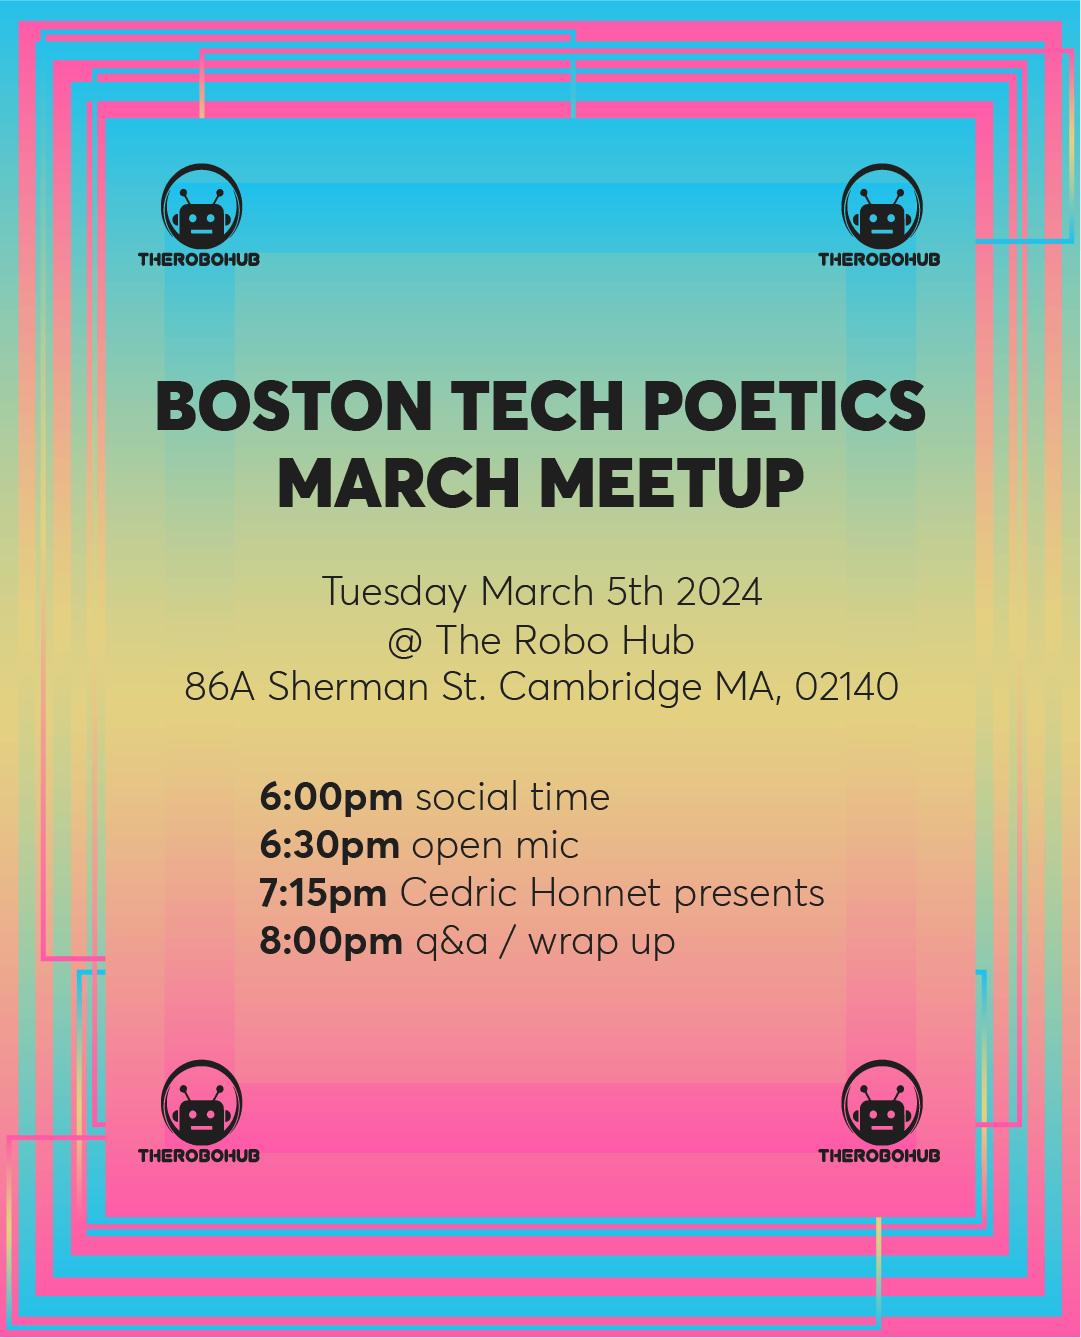 THEROBOHUB
THEROBOHUB
BOSTON TECH POETICS
MARCH MEETUP
Tuesday March 5th 2024
@ The Robo Hub
86A Sherman St. Cambridge MA, 02140
6:00pm social time
6:30pm open mic
7:15pm Cedric Honnet presents
8:00pm q&a / wrap up
THEROBOHUB
THEROBOHUB